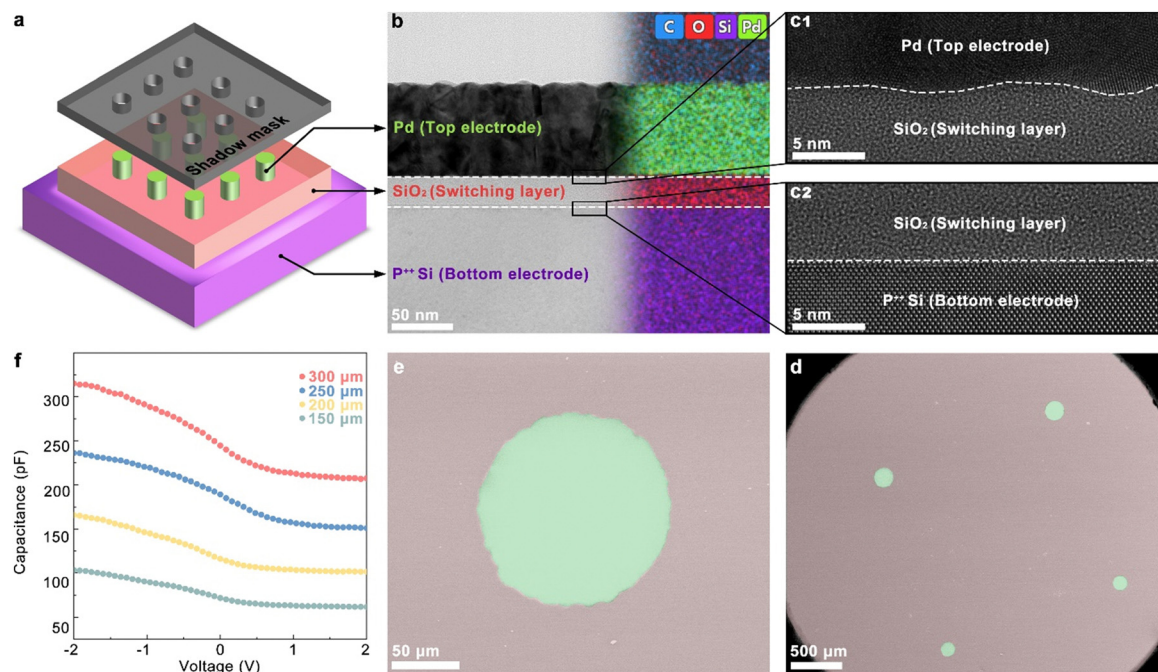 a
Shadow mask
b
C O Si Pd
Pd (Top electrode)
SiO₂ (Switching layer)
P⁺⁺ Si (Bottom electrode)
50 nm
C1
Pd (Top electrode)
SiO₂ (Switching layer)
5 nm
C2
SiO₂ (Switching layer)
P⁺⁺ Si (Bottom electrode)
5 nm
f
300 µm
250 µm
200 µm
150 µm
Capacitance (pF)
300
250
200
150
100
50
-2 -1 0 1 2
Voltage (V)
e
50 µm
d
500 µm